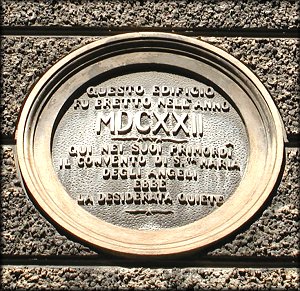 QUESTO EDIFICIO
FU ERETTO NELL'ANNO
MDCXXII
QUI NEI SUOI PRIMORDI
IL CONVENTO DI S.TA MARIA
DEGLI ANGELI
EBBE
LA DESIDERATA QUIETE